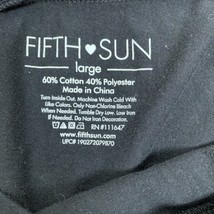 FIFTH♥SUN
large
60% Cotton 40% Polyester
Made in China
Turn Inside Out. Machine Wash Cold With
Like Colors. Only Non-Chlorine Bleach
When Needed. Tumble Dry Low. Low Iron
If Needed. Do Not Iron Decoration.
RN #111647
www.fifthsun.com
UPC# 190272079870